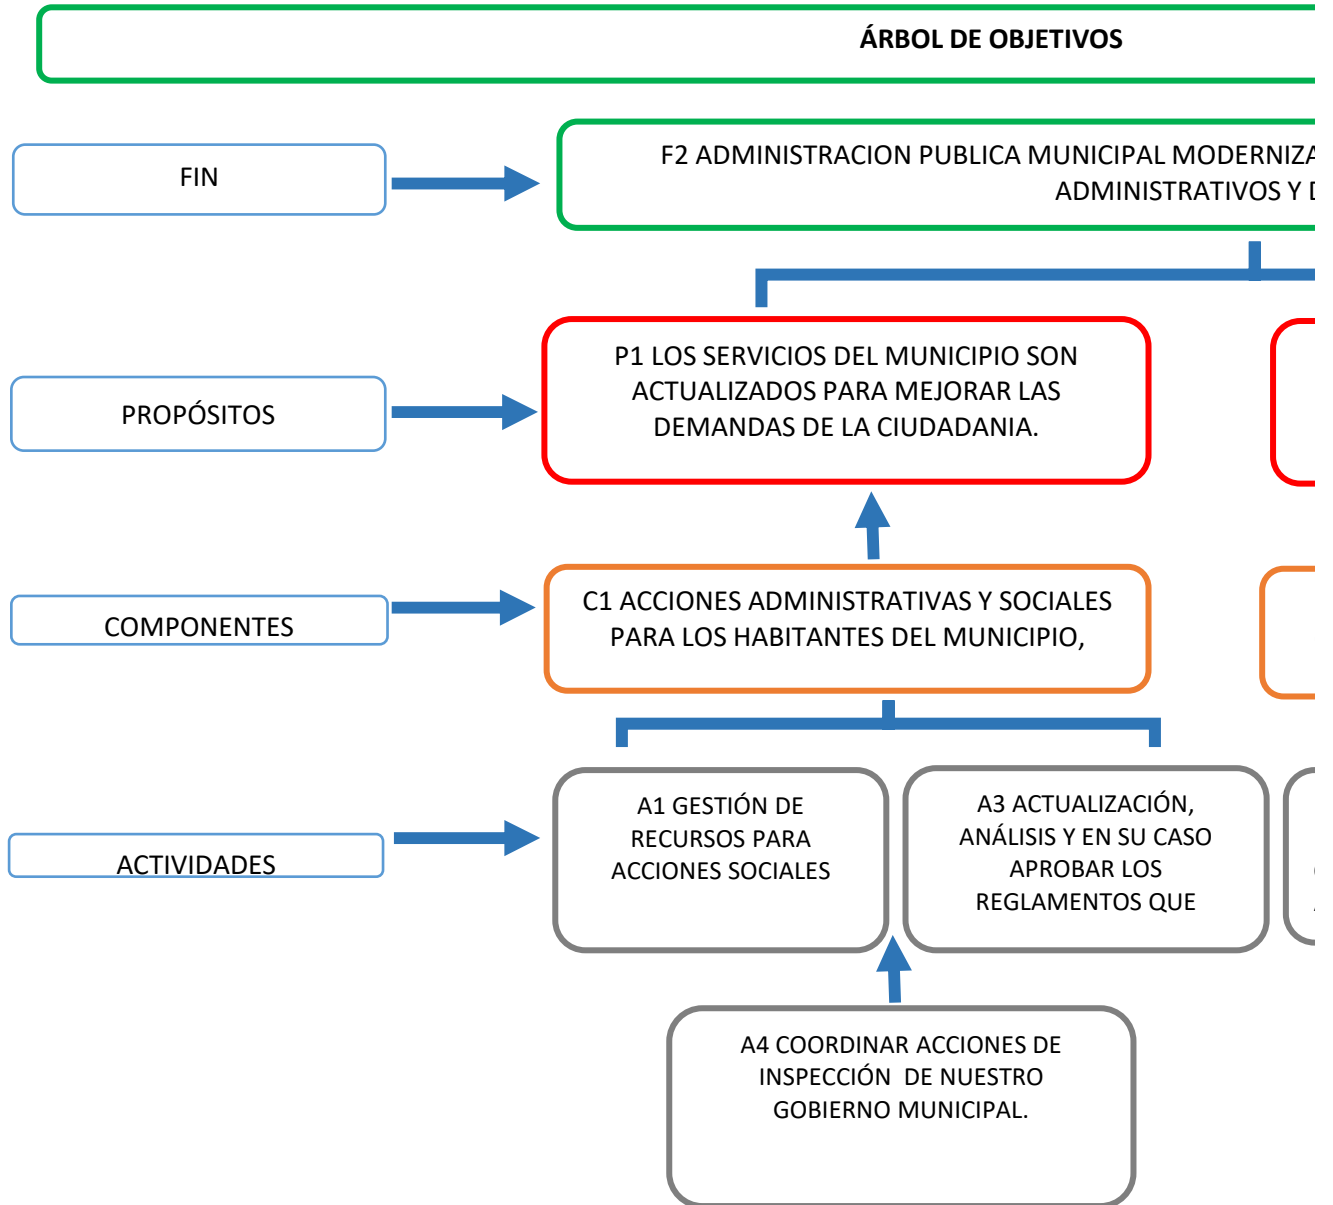 ÁRBOL DE OBJETIVOS
FIN
F2 ADMINISTRACION PUBLICA MUNICIPAL MODERNIZA
ADMINISTRATIVOS Y
PROPÓSITOS
P1 LOS SERVICIOS DEL MUNICIPIO SON
ACTUALIZADOS PARA MEJORAR LAS
DEMANDAS DE LA CIUDADANIA.
COMPONENTES
C1 ACCIONES ADMINISTRATIVAS Y SOCIALES
PARA LOS HABITANTES DEL MUNICIPIO,
ACTIVIDADES
A1 GESTIÓN DE
RECURSOS PARA
ACCIONES SOCIALES
A3 ACTUALIZACIÓN,
ANÁLISIS Y EN SU CASO
APROBAR LOS
REGLAMENTOS QUE
A4 COORDINAR ACCIONES DE
INSPECCIÓN  DE NUESTRO
GOBIERNO MUNICIPAL.